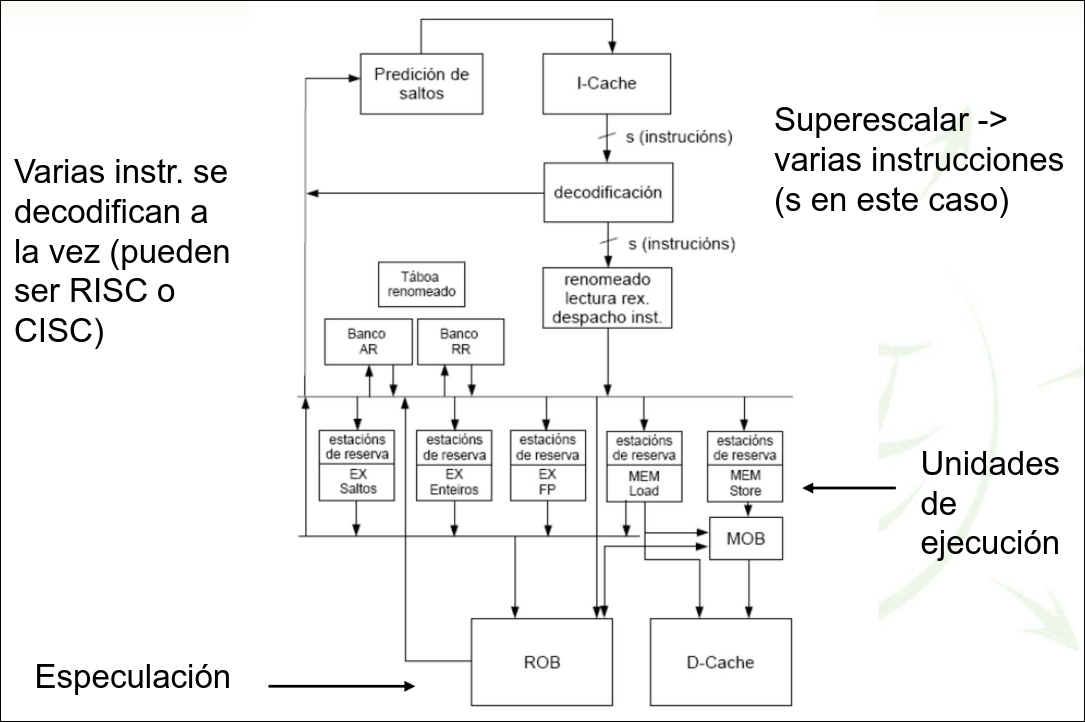 Predición de
saltos
I-Cache
s (instrucións)
Superescalar ->
varias instrucciones
(s en este caso)
Varias instr. se
decodifican a
la vez (pueden
ser RISC o
CISC)
decodificación
s (instrucións)
Táboa
renomeado
renomeado
lectura rex.
despacho inst.
Banco
AR
Banco
RR
estacións
de reserva
EX
Saltos
estacións
de reserva
EX
Enteiros
estacións
de reserva
EX
FP
estacións
de reserva
MEM
Load
estacións
de reserva
MEM
Store
Unidades
de
ejecución
MOB
ROB
D-Cache
Especulación